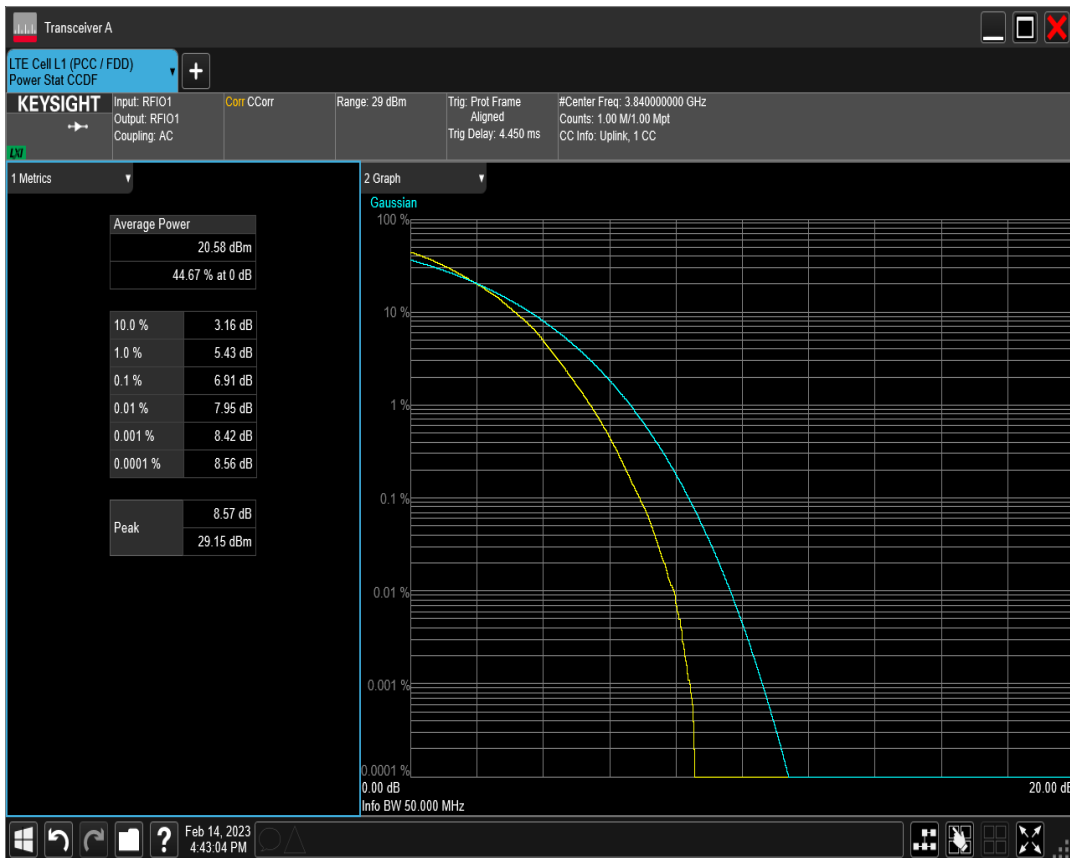 Transceiver A
LTE Cell L1 (PCC / FDD)
Power Stat CCDF
+
KEYSIGHT
LXI
Input: RFIO1
Output: RFIO1
Coupling: AC
Corr CCorr
Range: 29 dBm
Trig: Prot Frame
Aligned
Trig Delay: 4.450 ms
#Center Freq: 3.840000000 GHz
Counts: 1.00 M/1.00 Mpt
CC Info: Uplink, 1 CC
1 Metrics
Average Power
20.58 dBm
44.67 % at 0 dB
10.0 % 3.16 dB
1.0 % 5.43 dB
0.1 % 6.91 dB
0.01 % 7.95 dB
0.001 % 8.42 dB
0.0001 % 8.56 dB
Peak
8.57 dB
29.15 dBm
2 Graph
Gaussian
100 %
10 %
1 %
0.1 %
0.01 %
0.001 %
0.0001 %
0.00 dB
20.00 dB
Info BW 50.000 MHz
?
Feb 14, 2023
4:43:04 PM